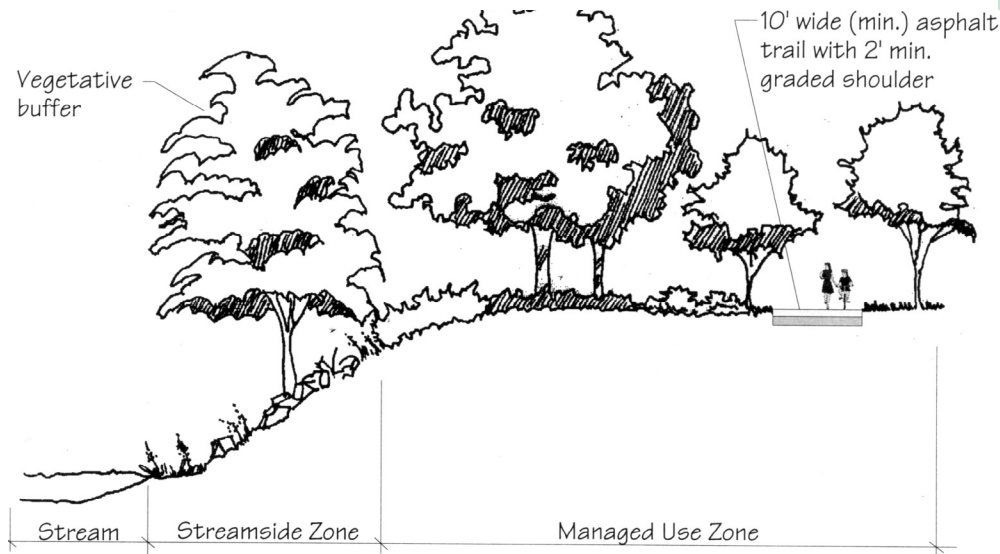 10' wide (min.) asphalt
trail with 2' min.
graded shoulder
Vegetative
buffer
Stream
Streamside Zone
Managed Use Zone